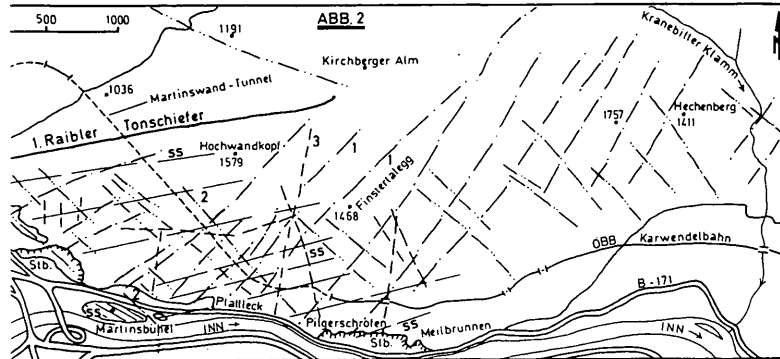 500 1000
ABB. 2
1191
Kranebitter Klamm
Kirchberger Alm
1036
Martinswand-Tunnel
1757
Hechenberg
1411
1. Raibler Tonschiefer
SS
Hochwandkopf
1579
3
1
1
2
Finstertalegg
1468
SS
ÖBB Karwendelbahn
Stb.
B-171
Plattleck
SS
Martinsbühel
INN
Pilgerschrofen
SS
Meilbrunnen
Stb.
INN
INN